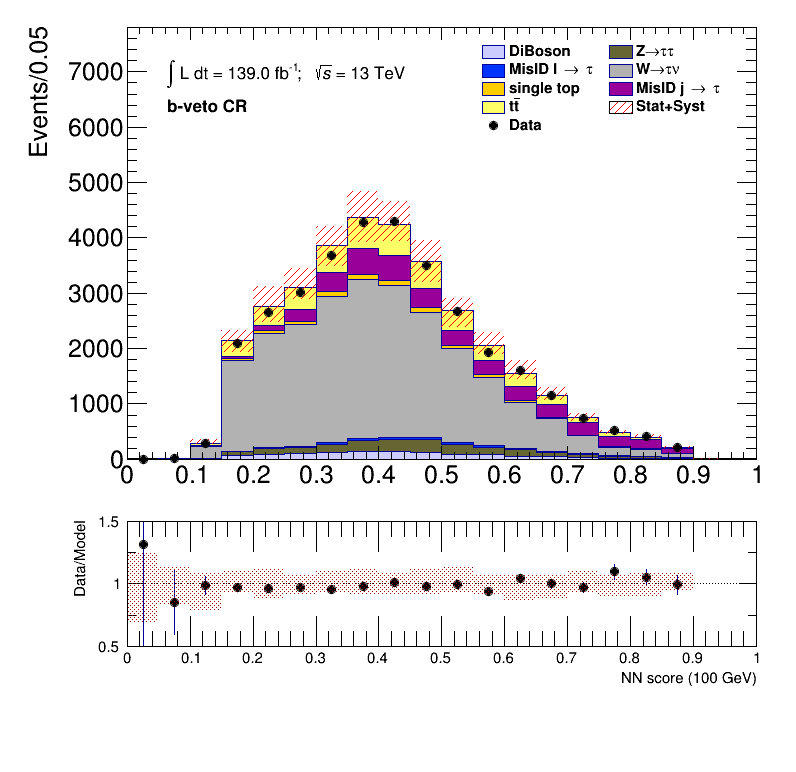 Events/0.05
7000
6000
5000
4000
3000
2000
1000
0
∫ L dt = 139.0 fb⁻¹; √s = 13 TeV
b-veto CR
DiBoson
MisID l → τ
single top
tt̄
Data
Z→ττ
W→τν
MisID j → τ
Stat+Syst
0 0.1 0.2 0.3 0.4 0.5 0.6 0.7 0.8 0.9 1
Data/Model
1.5
1
0.5
0 0.1 0.2 0.3 0.4 0.5 0.6 0.7 0.8 0.9 1
NN score (100 GeV)